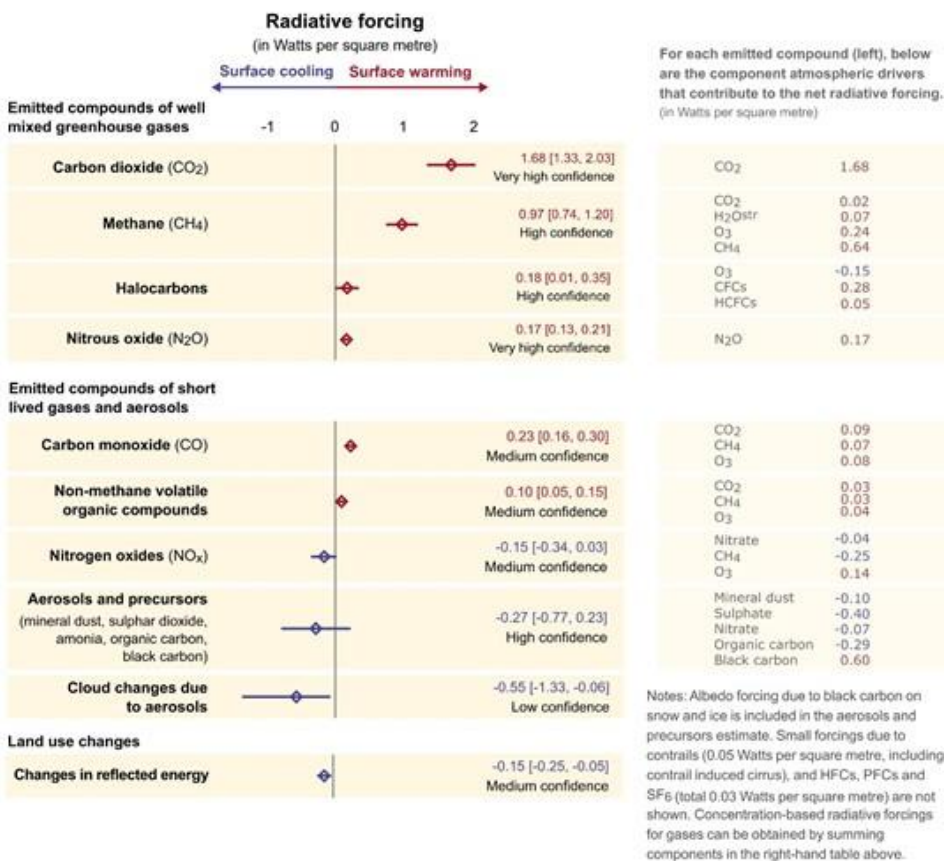 Radiative forcing
(in Watts per square metre)
Surface cooling Surface warming
Emitted compounds of well
mixed greenhouse gases
-1 0 1 2
Carbon dioxide (CO2)
1.68 [1.33, 2.03]
Very high confidence
Methane (CH4)
0.97 [0.74, 1.20]
High confidence
Halocarbons
0.18 [0.01, 0.35]
High confidence
Nitrous oxide (N2O)
0.17 [0.13, 0.21]
Very high confidence
Emitted compounds of short
lived gases and aerosols
Carbon monoxide (CO)
0.23 [0.16, 0.30]
Medium confidence
Non-methane volatile
organic compounds
0.10 [0.05, 0.15]
Medium confidence
Nitrogen oxides (NOx)
-0.15 [-0.34, 0.03]
Medium confidence
Aerosols and precursors
(mineral dust, sulphar dioxide,
amonia, organic carbon,
black carbon)
-0.27 [-0.77, 0.23]
High confidence
Cloud changes due
to aerosols
-0.55 [-1.33, -0.06]
Low confidence
Land use changes
Changes in reflected energy
-0.15 [-0.25, -0.05]
Medium confidence
For each emitted compound (left), below
are the component atmospheric drivers
that contribute to the net radiative forcing.
(in Watts per square metre)
CO2 1.68
CO2 0.02
H2Ostr 0.07
O3 0.24
CH4 0.64
O3 -0.15
CFCs 0.28
HCFCs 0.05
N2O 0.17
CO2 0.09
CH4 0.07
O3 0.08
CO2 0.03
CH4 0.03
O3 0.04
Nitrate -0.04
CH4 -0.25
O3 0.14
Mineral dust -0.10
Sulphate -0.40
Nitrate -0.07
Organic carbon -0.29
Black carbon 0.60
Notes: Albedo forcing due to black carbon on
snow and ice is included in the aerosols and
precursors estimate. Small forcings due to
contrails (0.05 Watts per square metre, including
contrail induced cirrus), and HFCs, PFCs and
SF6 (total 0.03 Watts per square metre) are not
shown. Concentration-based radiative forcings
for gases can be obtained by summing
components in the right-hand table above.